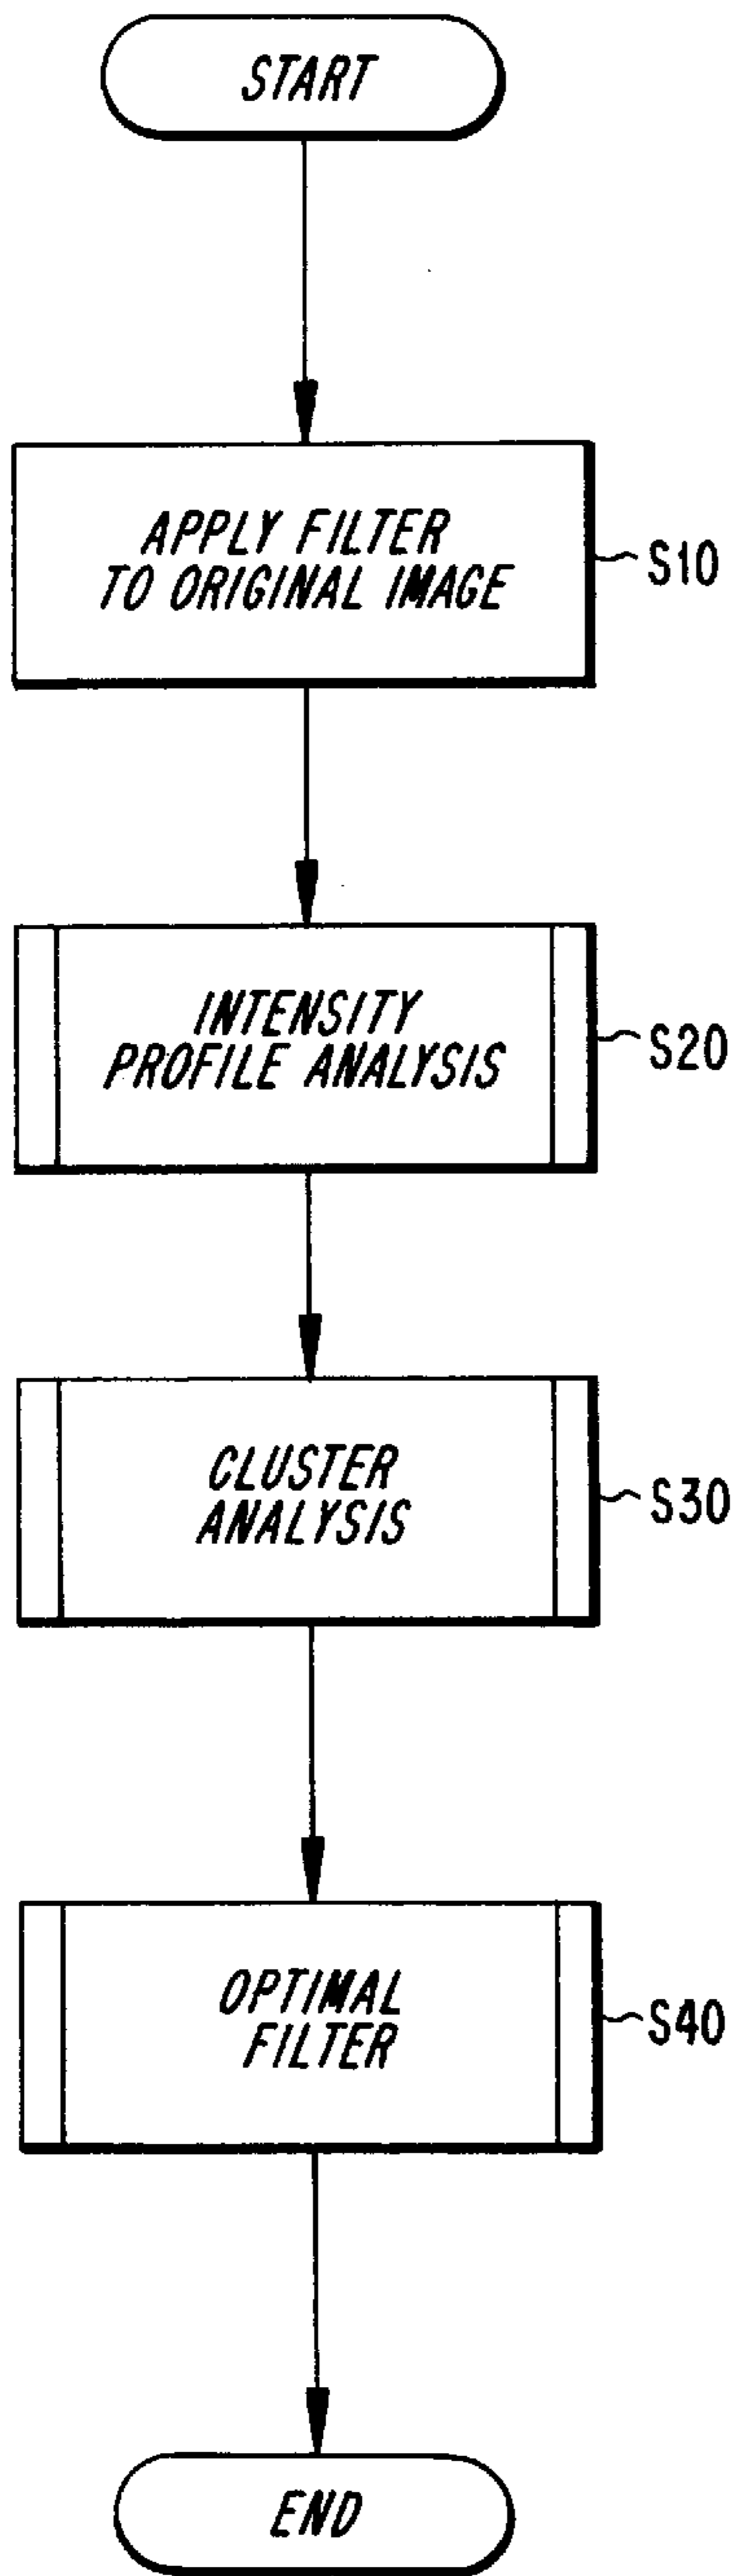 START
APPLY FILTER
TO ORIGINAL IMAGE
S10
INTENSITY
PROFILE ANALYSIS
S20
CLUSTER
ANALYSIS
S30
OPTIMAL
FILTER
S40
END